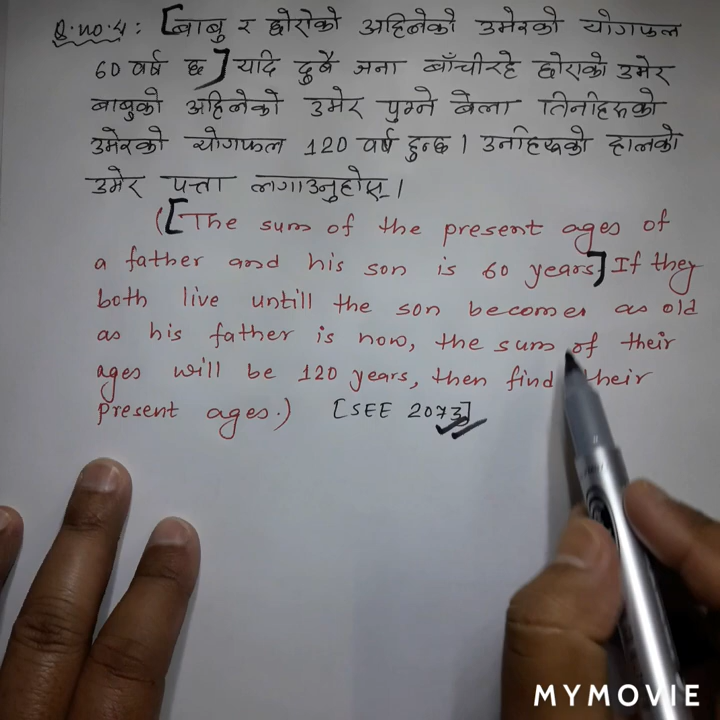 Q.no.4: [बाबु र छोरोको अहिलेको उमेरको योगफल
60 वर्ष छ] यदि दुबै जना बाँचीरहे छोराको उमेर
बाबुको अहिलेको उमेर पुग्ने बेला तिनीहरुको
उमेरको योगफल 120 वर्ष हुन्छ। उनीहरुको हालको
उमेर पत्ता लगाउनुहोस्।
([The sum of the present ages of
a father and his son is 60 years] If they
both live untill the son becomes as old
as his father is now, the sum of their
ages will be 120 years, then find their
present ages.) [SEE 2073]
MYMOVIE